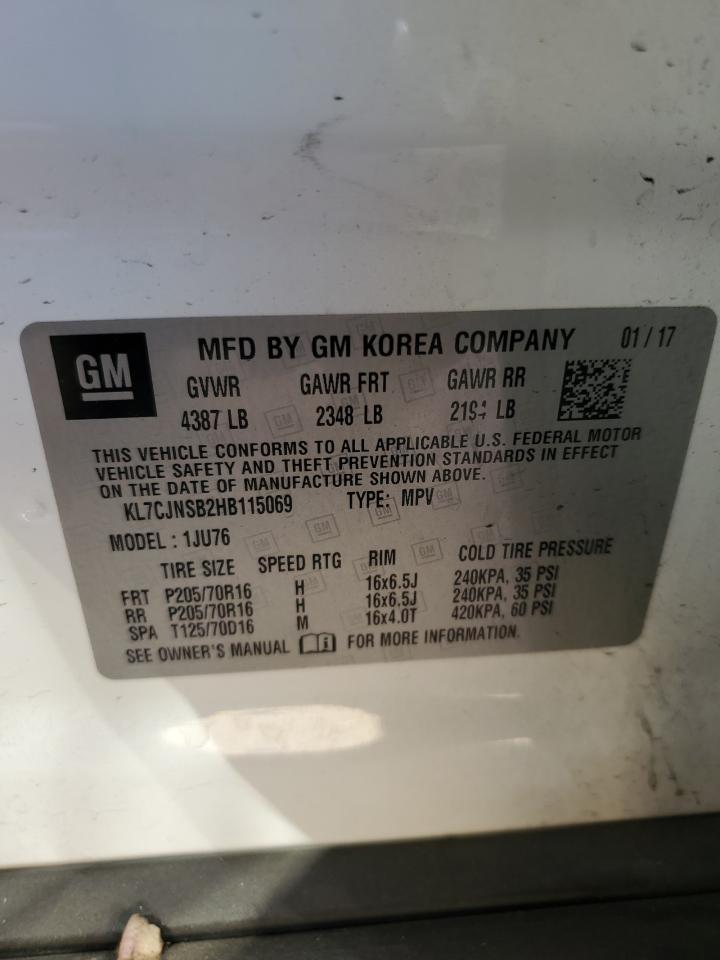 GM
MFD BY GM KOREA COMPANY 01 / 17
GVWR GAWR FRT GAWR RR
4387 LB 2348 LB LB
THIS VEHICLE CONFORMS TO ALL APPLICABLE U.S. FEDERAL MOTOR
VEHICLE SAFETY AND THEFT PREVENTION STANDARDS IN EFFECT
ON THE DATE OF MANUFACTURE SHOWN ABOVE.
KL7CJNSB2HB115069 TYPE: MPV
MODEL : 1JU76
TIRE SIZE SPEED RTG RIM COLD TIRE PRESSURE
FRT P205/70R16 H 16x6.5J 240KPA, 35 PSI
RR P205/70R16 H 16x6.5J 240KPA, 35 PSI
SPA T125/70D16 M 16x4.0T 420KPA, 60 PSI
SEE OWNER'S MANUAL FOR MORE INFORMATION.